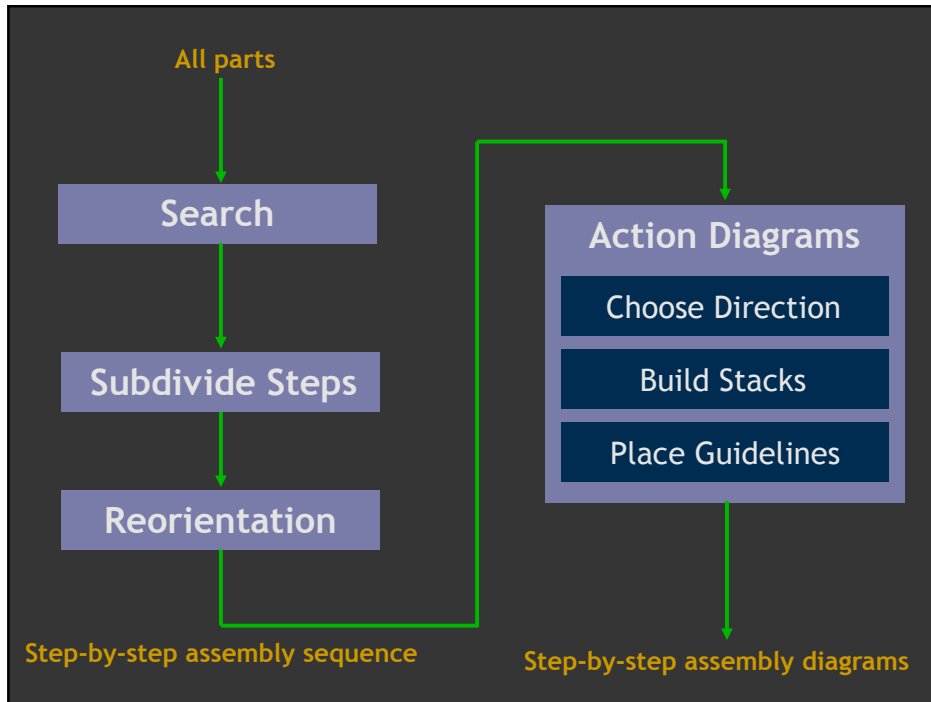 All parts
Search
Subdivide Steps
Reorientation
Step-by-step assembly sequence
Action Diagrams
Choose Direction
Build Stacks
Place Guidelines
Step-by-step assembly diagrams